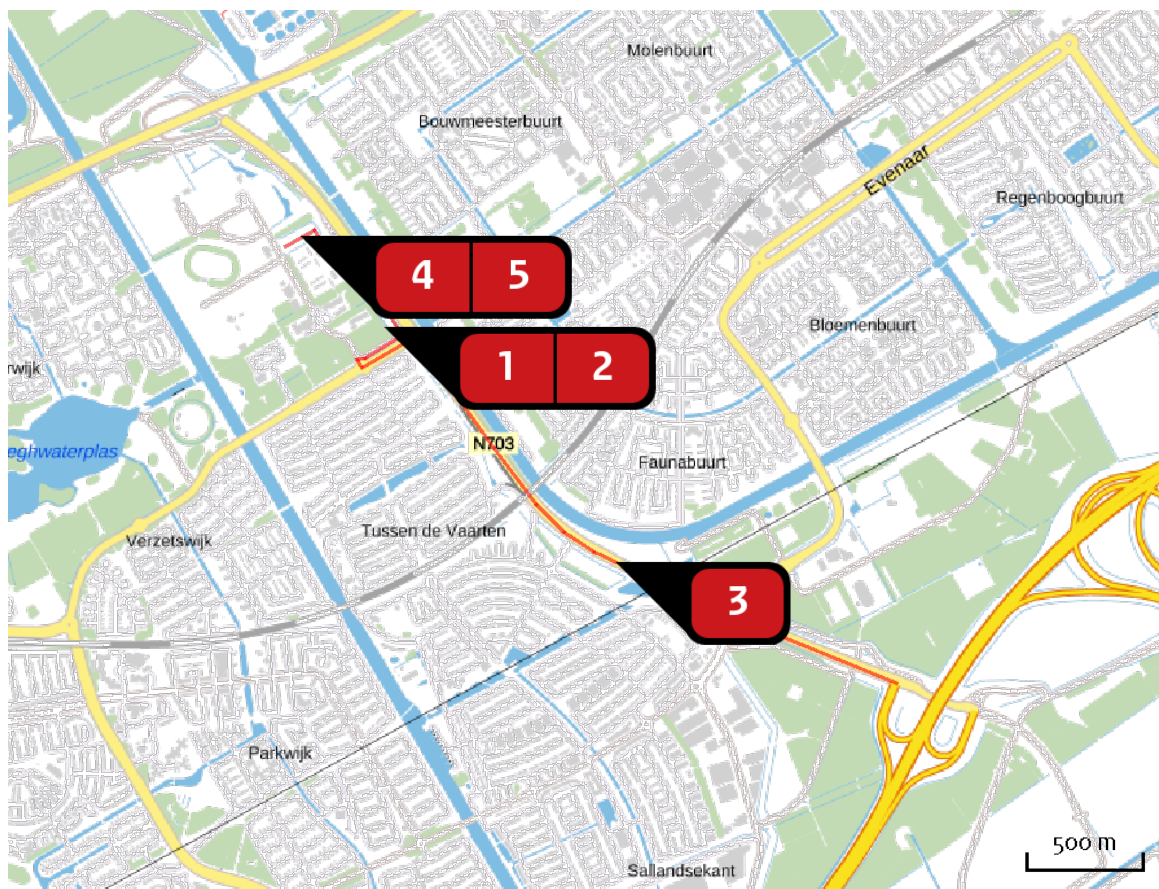 Molenbuurt
Bouwmeesterbuurt
Evenaar
Regenboogbuurt
4 5
Bloemenbuurt
1 2
rwijk
N703
eghwaterplas
Faunabuurt
Tussen de Vaarten
Verzetswijk
3
Parkwijk
500 m
Sallandsekant